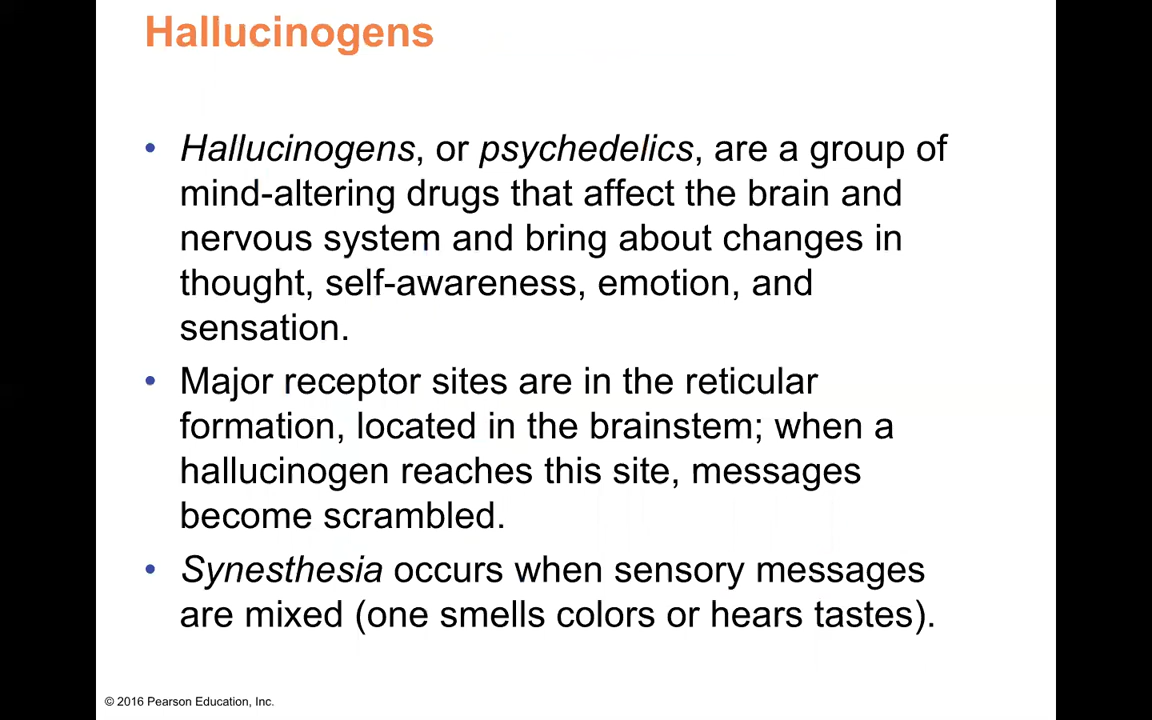 Hallucinogens
• Hallucinogens, or psychedelics, are a group of
mind-altering drugs that affect the brain and
nervous system and bring about changes in
thought, self-awareness, emotion, and
sensation.
• Major receptor sites are in the reticular
formation, located in the brainstem; when a
hallucinogen reaches this site, messages
become scrambled.
• Synesthesia occurs when sensory messages
are mixed (one smells colors or hears tastes).
© 2016 Pearson Education, Inc.